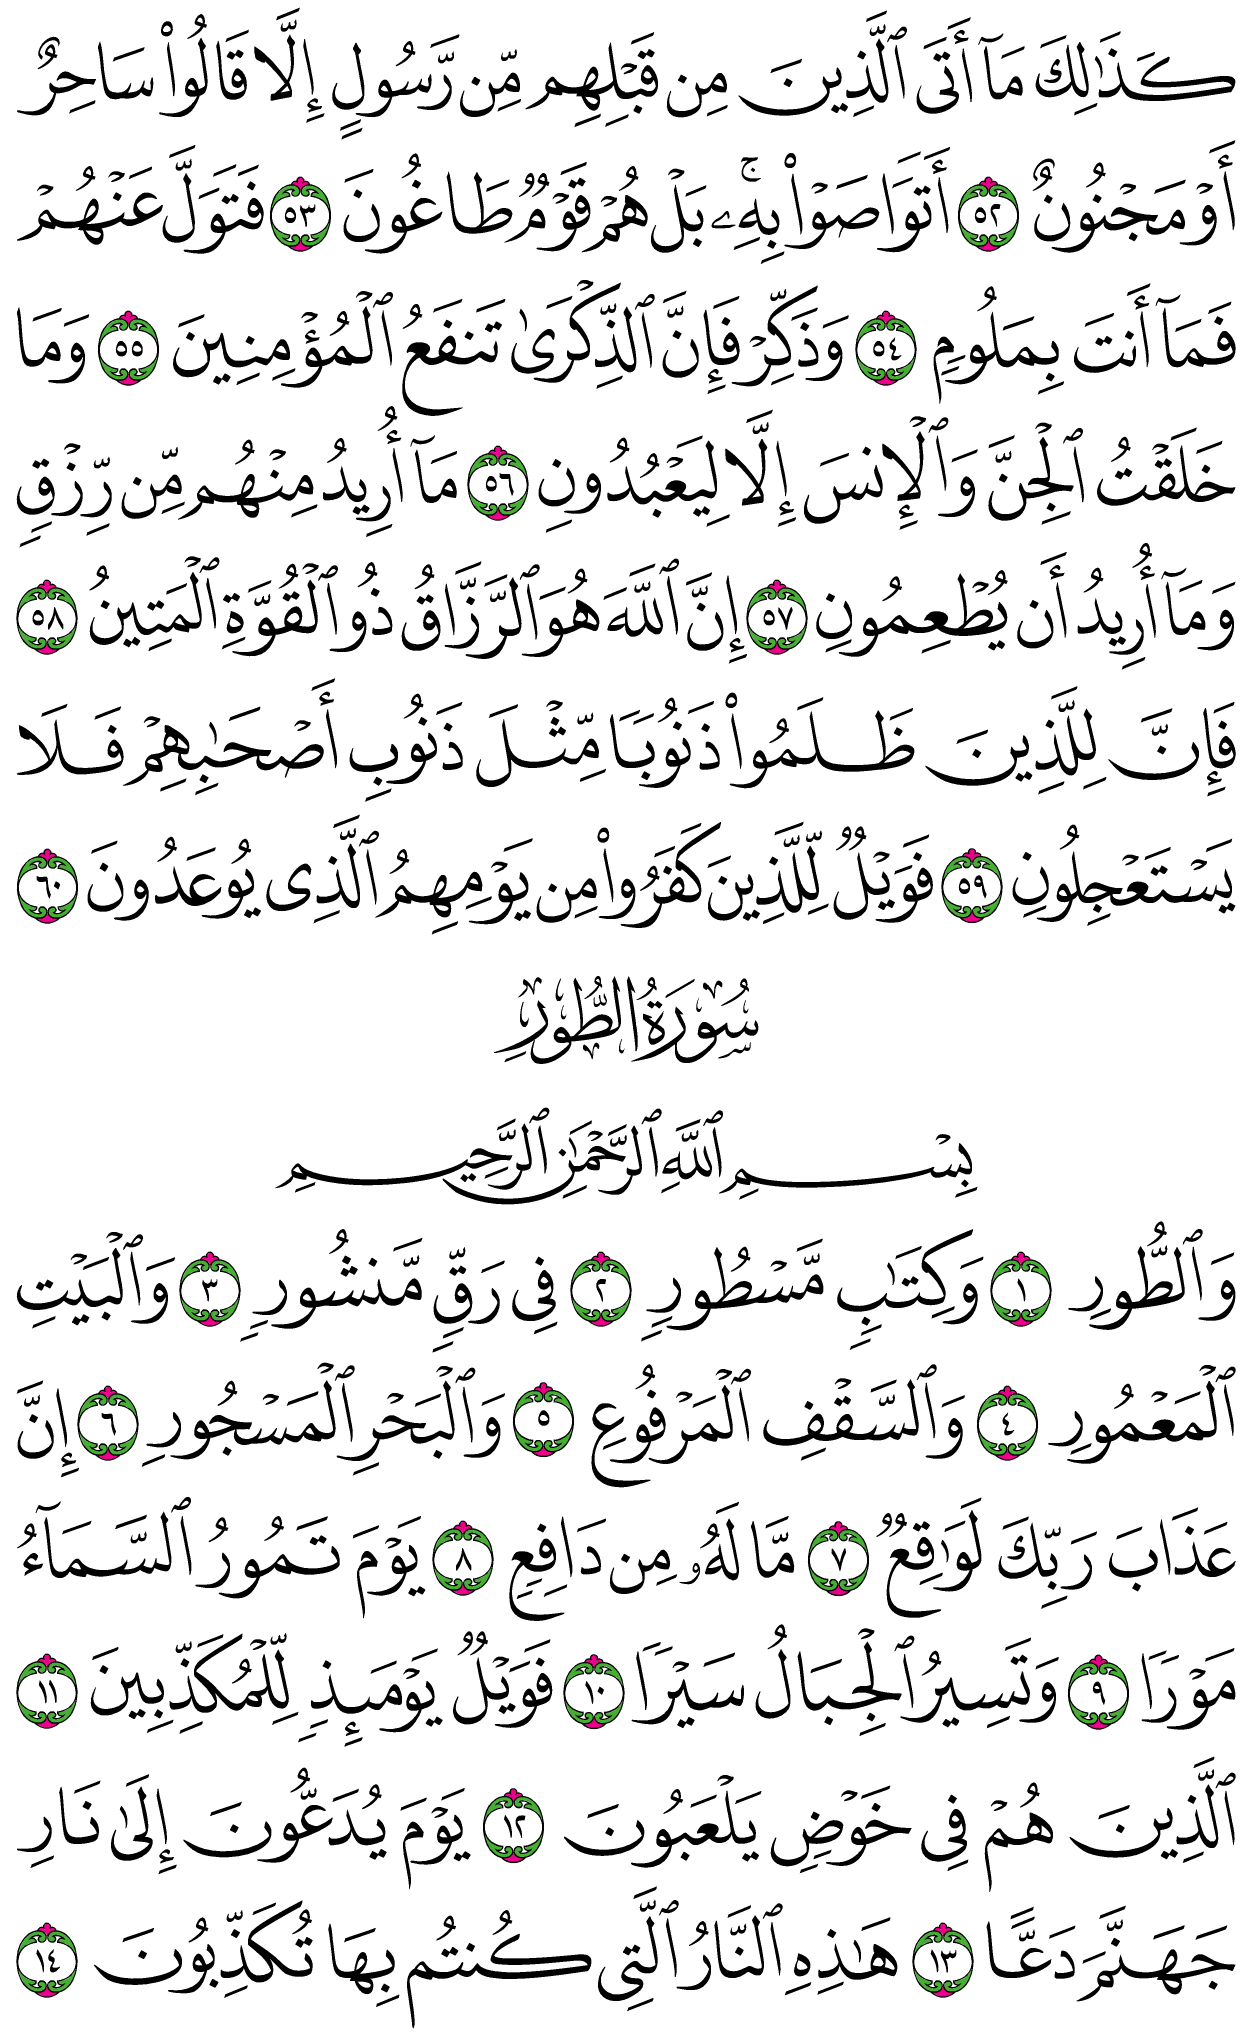 كَذَٰلِكَ مَآ أَتَى ٱلَّذِينَ مِن قَبۡلِهِم مِّن رَّسُولٍ إِلَّا قَالُواْ سَاحِرٌ
أَوۡ مَجۡنُونٌ ٥٢ أَتَوَاصَوۡاْ بِهِۦۚ بَلۡ هُمۡ قَوۡمٞ طَاغُونَ ٥٣ فَتَوَلَّ عَنۡهُمۡ
فَمَآ أَنتَ بِمَلُومٖ ٥٤ وَذَكِّرۡ فَإِنَّ ٱلذِّكۡرَىٰ تَنفَعُ ٱلۡمُؤۡمِنِينَ ٥٥ وَمَا
خَلَقۡتُ ٱلۡجِنَّ وَٱلۡإِنسَ إِلَّا لِيَعۡبُدُونِ ٥٦ مَآ أُرِيدُ مِنۡهُم مِّن رِّزۡقٖ
وَمَآ أُرِيدُ أَن يُطۡعِمُونِ ٥٧ إِنَّ ٱللَّهَ هُوَ ٱلرَّزَّاقُ ذُو ٱلۡقُوَّةِ ٱلۡمَتِينُ ٥٨
فَإِنَّ لِلَّذِينَ ظَلَمُواْ ذَنُوبٗا مِّثۡلَ ذَنُوبِ أَصۡحَٰبِهِمۡ فَلَا
يَسۡتَعۡجِلُونِ ٥٩ فَوَيۡلٞ لِّلَّذِينَ كَفَرُواْ مِن يَوۡمِهِمُ ٱلَّذِي يُوعَدُونَ ٦٠
سُورَةُ الطُّورِ
بِسۡمِ ٱللَّهِ ٱلرَّحۡمَٰنِ ٱلرَّحِيمِ
وَٱلطُّورِ ١ وَكِتَٰبٖ مَّسۡطُورٖ ٢ فِي رَقّٖ مَّنشُورٖ ٣ وَٱلۡبَيۡتِ
ٱلۡمَعۡمُورِ ٤ وَٱلسَّقۡفِ ٱلۡمَرۡفُوعِ ٥ وَٱلۡبَحۡرِ ٱلۡمَسۡجُورِ ٦ إِنَّ
عَذَابَ رَبِّكَ لَوَٰقِعٞ ٧ مَّا لَهُۥ مِن دَافِعٖ ٨ يَوۡمَ تَمُورُ ٱلسَّمَآءُ
مَوۡرٗا ٩ وَتَسِيرُ ٱلۡجِبَالُ سَيۡرٗا ١٠ فَوَيۡلٞ يَوۡمَئِذٖ لِّلۡمُكَذِّبِينَ ١١
ٱلَّذِينَ هُمۡ فِي خَوۡضٖ يَلۡعَبُونَ ١٢ يَوۡمَ يُدَعُّونَ إِلَىٰ نَارِ
جَهَنَّمَ دَعًّا ١٣ هَٰذِهِ ٱلنَّارُ ٱلَّتِي كُنتُم بِهَا تُكَذِّبُونَ ١٤